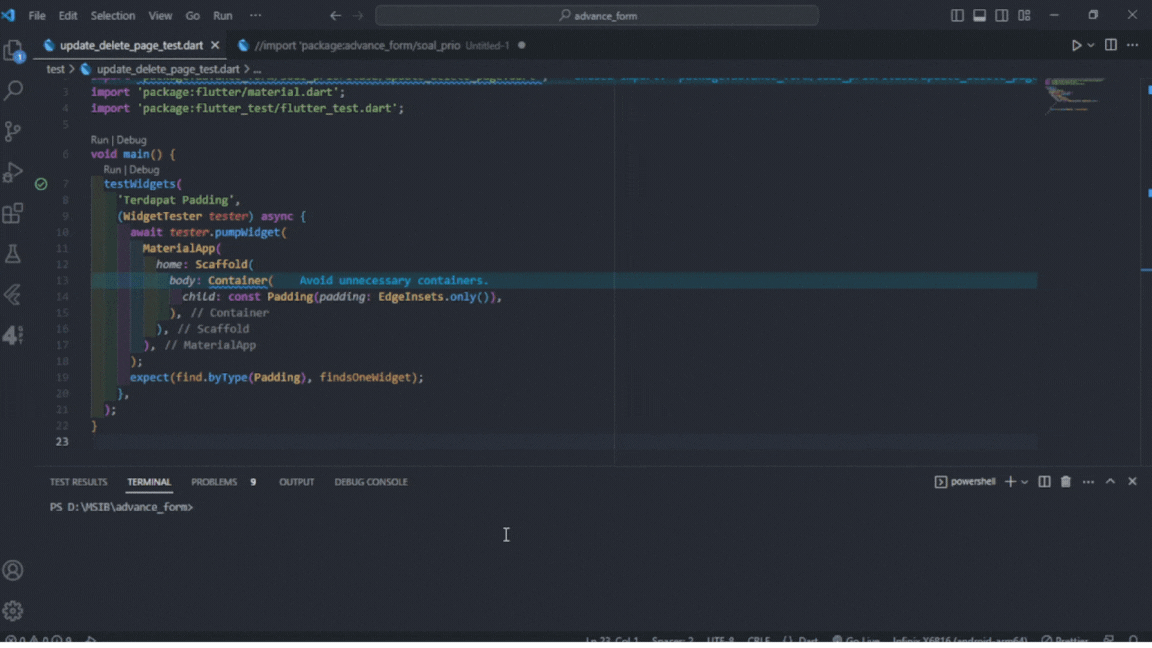 File Edit Selection View Go Run ··· advance_form
update_delete_page_test.dart //import 'package:advance_form/soal_prio Untitled-1
test > update_delete_page_test.dart > ...
3 import 'package:flutter/material.dart';
4 import 'package:flutter_test/flutter_test.dart';
5
Run | Debug
6 void main() {
Run | Debug
7 testWidgets(
8 'Terdapat Padding',
9 (WidgetTester tester) async {
10 await tester.pumpWidget(
11 MaterialApp(
12 home: Scaffold(
13 body: Container( Avoid unnecessary containers.
14 child: const Padding(padding: EdgeInsets.only()),
15 ), // Container
16 ), // Scaffold
17 ), // MaterialApp
18 );
19 expect(find.byType(Padding), findsOneWidget);
20 },
21 );
22 }
23
TEST RESULTS TERMINAL PROBLEMS 9 OUTPUT DEBUG CONSOLE powershell
PS D:\MSIB\advance_form>
Ln 23, Col 1 Spaces: 2 UTF-8 CRLF {} Dart Go Live Infinix X6816 (android-arm64) Prettier